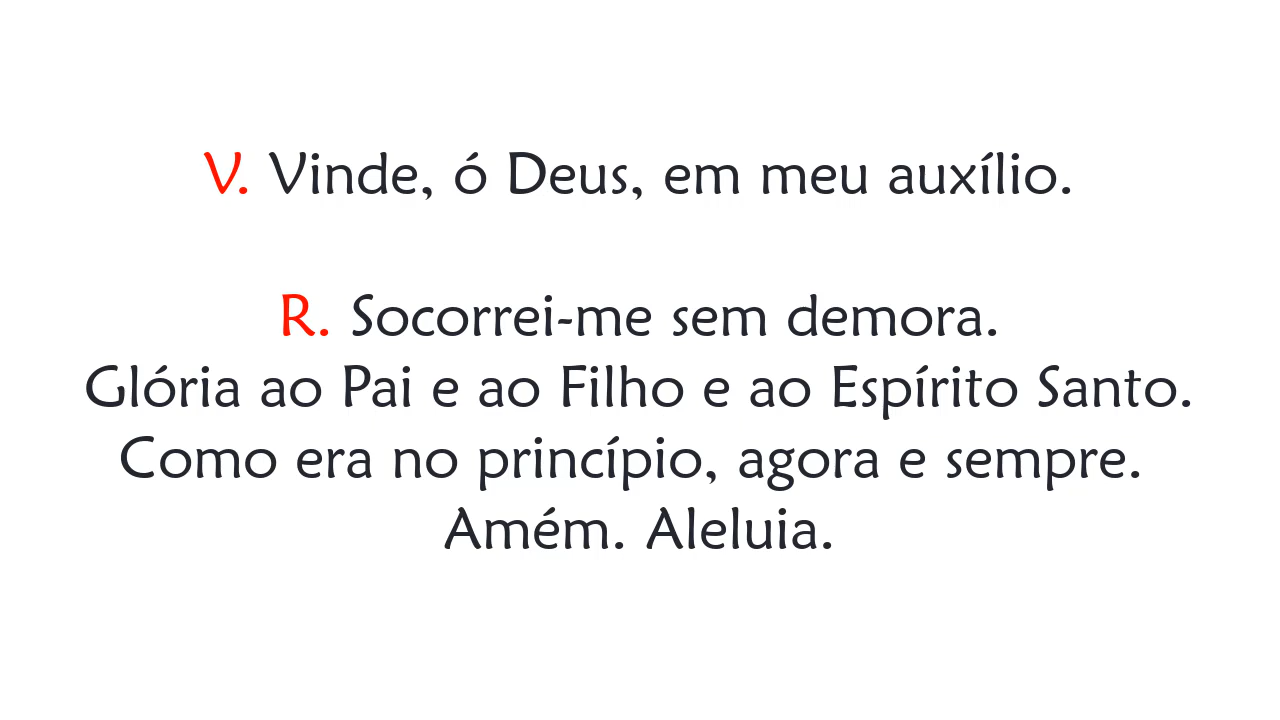 V. Vinde, ó Deus, em meu auxílio.
R. Socorrei-me sem demora.
Glória ao Pai e ao Filho e ao Espírito Santo.
Como era no princípio, agora e sempre.
Amém. Aleluia.